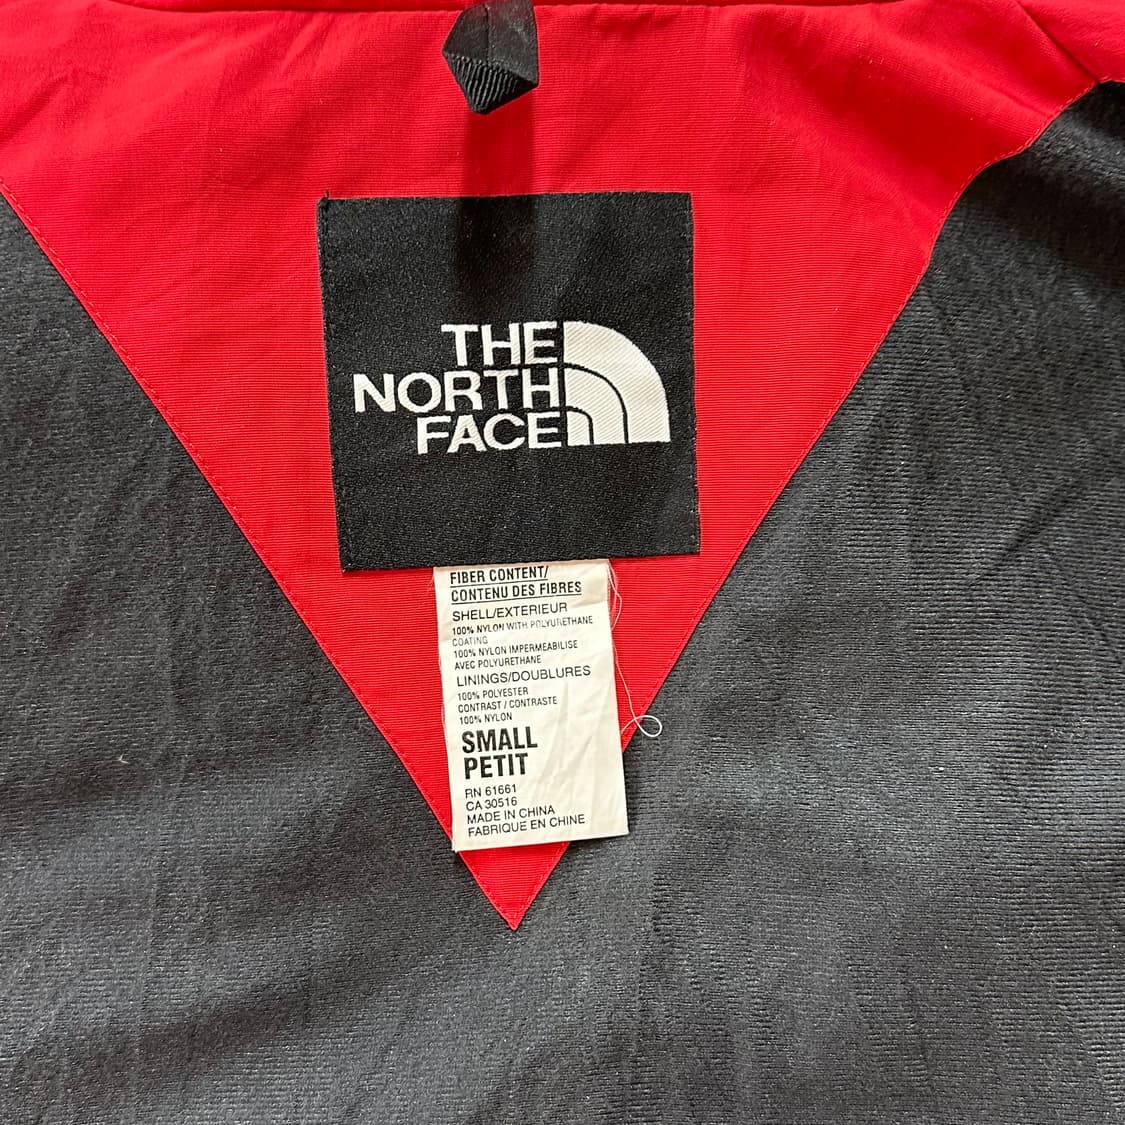 THE
NORTH
FACE
FIBER CONTENT/
CONTENU DES FIBRES
SHELL/EXTERIEUR
100% NYLON WITH POLYURETHANE
COATING
100% NYLON IMPERMEABILISE
AVEC POLYURETHANE
LININGS/DOUBLURES
100% POLYESTER
CONTRAST / CONTRASTE
100% NYLON
SMALL
PETIT
RN 61661
CA 30516
MADE IN CHINA
FABRIQUE EN CHINE